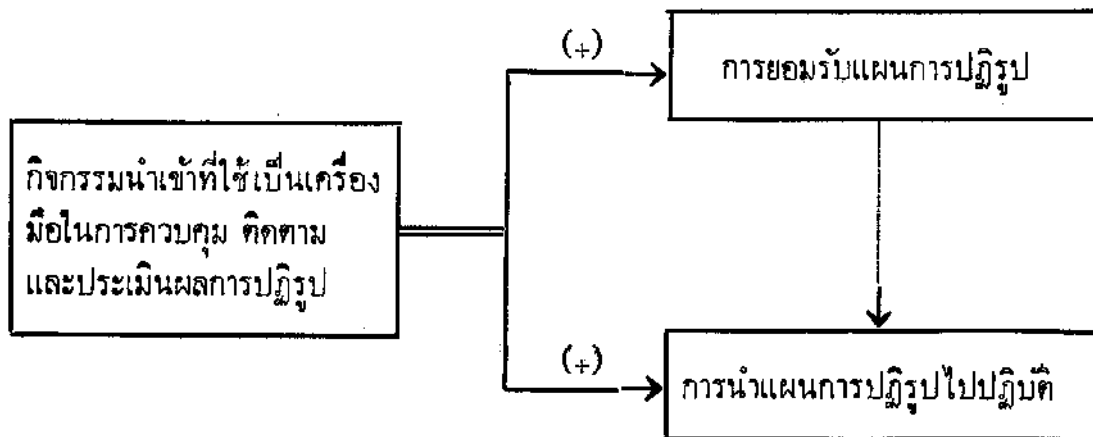 (+)
การยอมรับแผนการปฏิรูป
กิจกรรมนำเข้าที่ใช้เป็นเครื่อง
มือในการควบคุม ติดตาม
และประเมินผลการปฏิรูป
(+)
การนำแผนการปฏิรูปไปปฏิบัติ